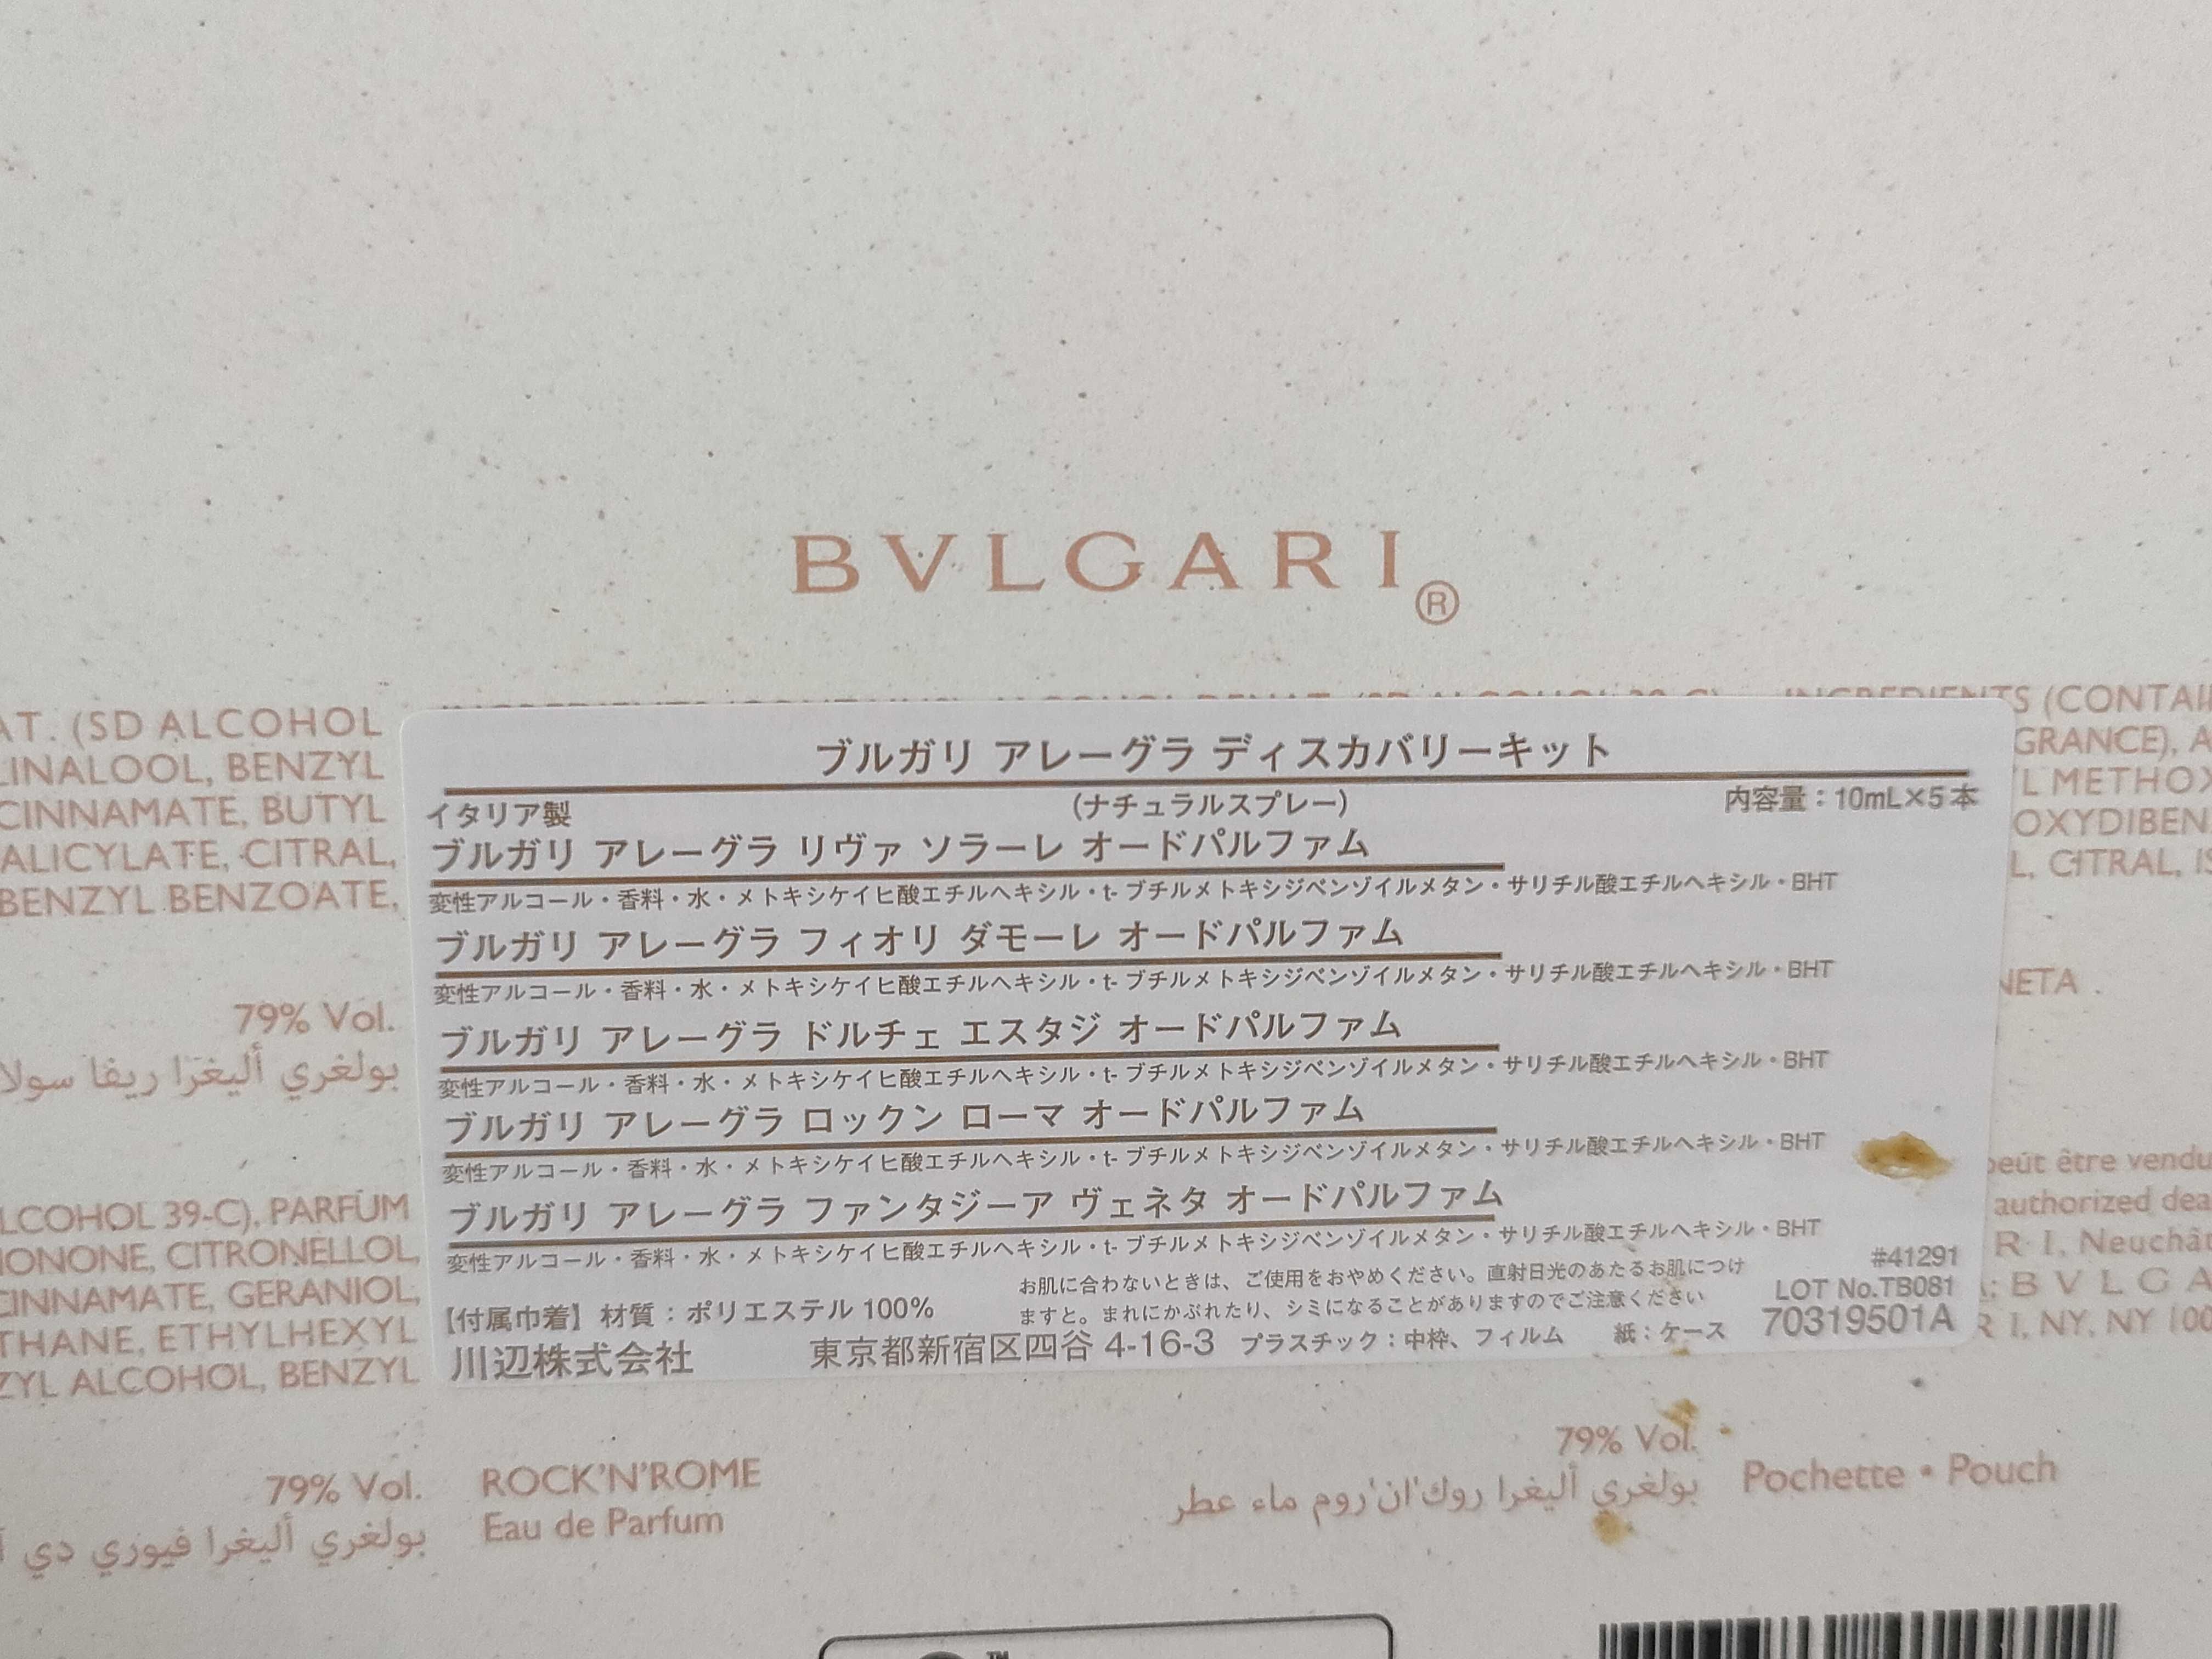 BVLGARI®
AT. (SD ALCOHOL
LINALOOL, BENZYL
CINNAMATE, BUTYL
ALICYLATE, CITRAL,
BENZYL BENZOATE,
79% Vol.
بولغري أليغرا ريفا سولا
LCOHOL 39-C), PARFUM
IONONE, CITRONELLOL,
CINNAMATE, GERANIOL,
THANE, ETHYLHEXYL
ZYL ALCOHOL, BENZYL
79% Vol.
بولغري أليغرا فيوري دي
ブルガリ アレーグラ ディスカバリーキット
イタリア製 (ナチュラルスプレー) 内容量：10mL×5本
ブルガリ アレーグラ リヴァ ソラーレ オードパルファム
変性アルコール・香料・水・メトキシケイヒ酸エチルヘキシル・t-ブチルメトキシジベンゾイルメタン・サリチル酸エチルヘキシル・BHT
ブルガリ アレーグラ フィオリ ダモーレ オードパルファム
変性アルコール・香料・水・メトキシケイヒ酸エチルヘキシル・t-ブチルメトキシジベンゾイルメタン・サリチル酸エチルヘキシル・BHT
ブルガリ アレーグラ ドルチェ エスタジ オードパルファム
変性アルコール・香料・水・メトキシケイヒ酸エチルヘキシル・t-ブチルメトキシジベンゾイルメタン・サリチル酸エチルヘキシル・BHT
ブルガリ アレーグラ ロックン ローマ オードパルファム
変性アルコール・香料・水・メトキシケイヒ酸エチルヘキシル・t-ブチルメトキシジベンゾイルメタン・サリチル酸エチルヘキシル・BHT
ブルガリ アレーグラ ファンタジーア ヴェネタ オードパルファム
変性アルコール・香料・水・メトキシケイヒ酸エチルヘキシル・t-ブチルメトキシジベンゾイルメタン・サリチル酸エチルヘキシル・BHT
お肌に合わないときは、ご使用をおやめください。直射日光のあたるお肌につけ
ますと。まれにかぶれたり、シミになることがありますのでご注意ください
#41291
LOT No.TB081
70319501A
【付属巾着】材質：ポリエステル 100%
川辺株式会社 東京都新宿区四谷 4-16-3 プラスチック：中枠、フィルム 紙：ケース
INGREDIENTS (CONTAI
GRANCE), A
L METHOX
OXYDIBEN
L, CITRAL, IS
NETA
peut être vendu
authorized dea
R I, Neuchât
B V L G A
R I, NY, NY 100
ROCK'N'ROME
Eau de Parfum
79% Vol.
بولغري أليغرا روك'ان'روم ماء عطر
Pochette • Pouch
TM